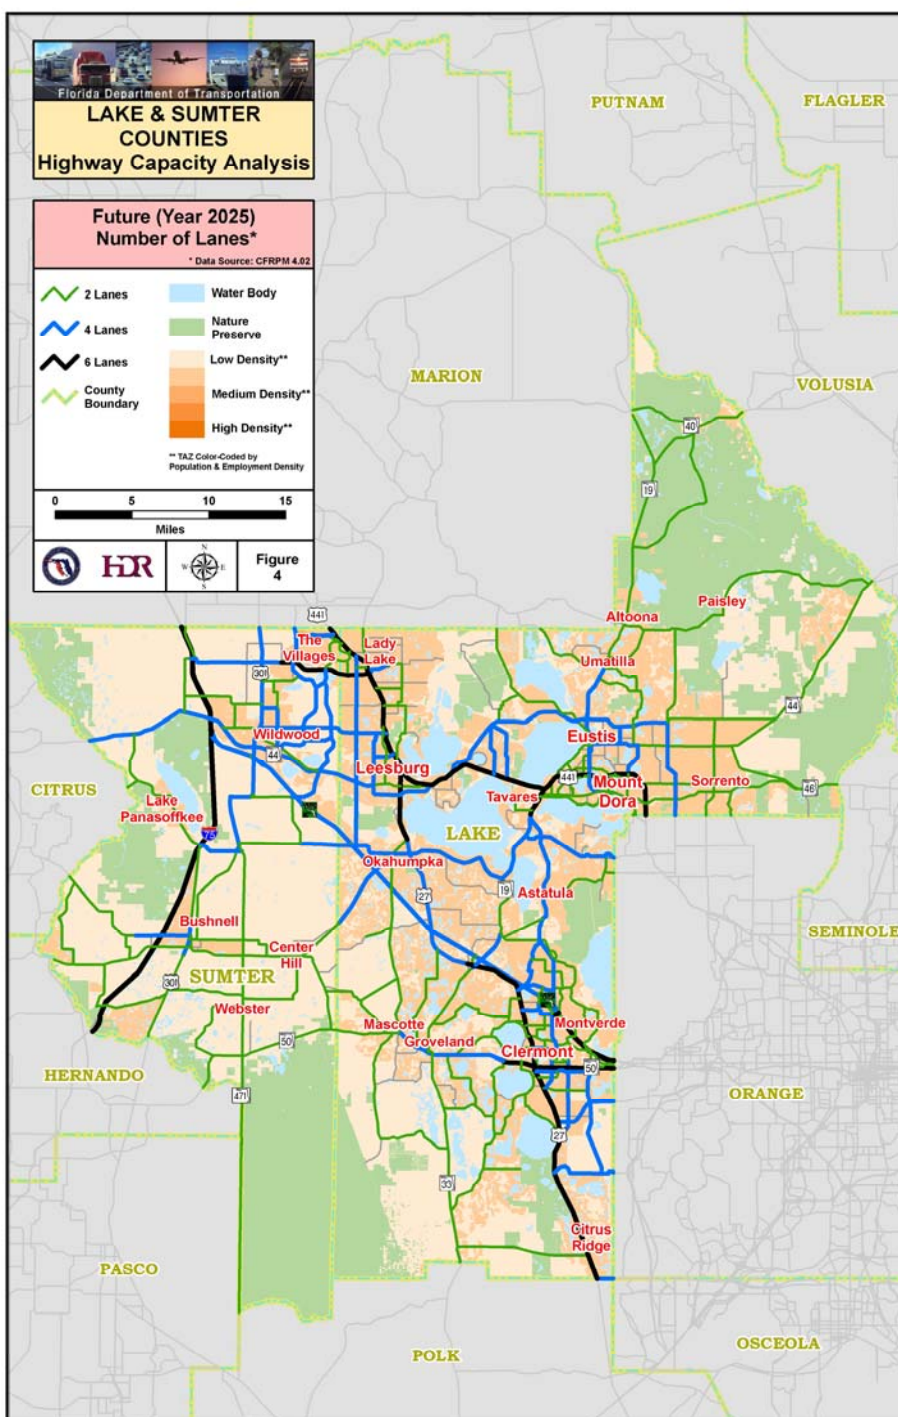 Florida Department of Transportation
LAKE & SUMTER
COUNTIES
Highway Capacity Analysis
Future (Year 2025)
Number of Lanes*
* Data Source: CFRPM 4.02
2 Lanes
4 Lanes
6 Lanes
County
Boundary
Water Body
Nature
Preserve
Low Density**
Medium Density**
High Density**
** TAZ Color-Coded by
Population & Employment Density
0 5 10 15
Miles
HDR
N
W E
S
Figure
4
PUTNAM
FLAGLER
MARION
VOLUSIA
40
19
Paisley
Altoona
441
The
Villages
Lady
Lake
Umatilla
301
44
Wildwood
44
Eustis
Leesburg
441
Mount
Dora
Sorrento
46
Tavares
CITRUS
Lake
Panasoffkee
75
LAKE
Okahumpka
27
19
Astatula
Bushnell
SEMINOLE
Center
Hill
SUMTER
301
Webster
50
Mascotte
Groveland
Montverde
Clermont
50
HERNANDO
471
ORANGE
27
33
Citrus
Ridge
PASCO
POLK
OSCEOLA